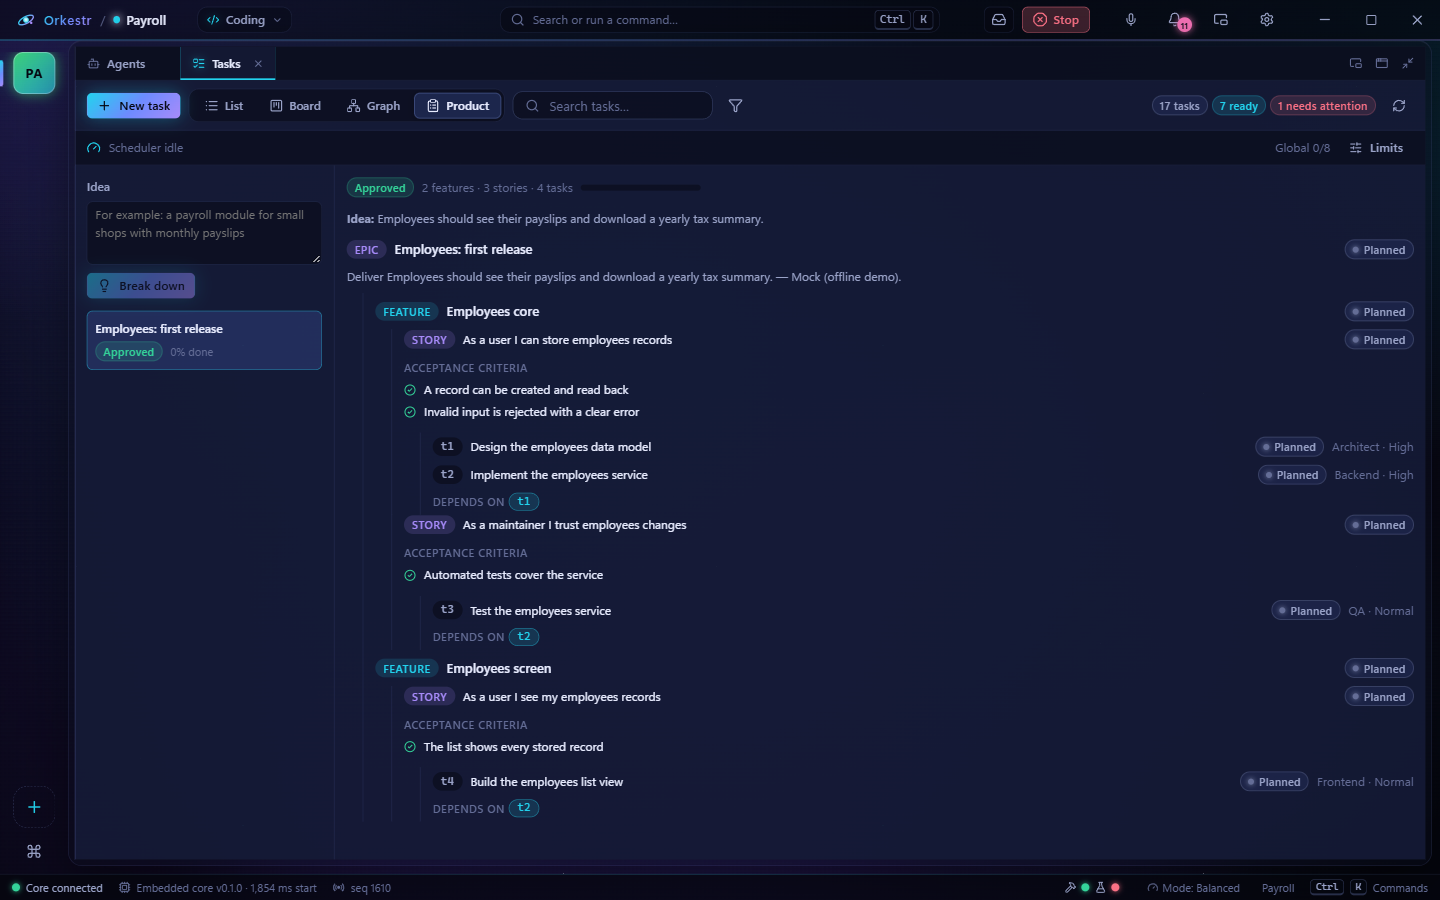 Orkestr / Payroll
Coding
Search or run a command...
Ctrl K
Stop
11
PA
Agents
Tasks
New task
List
Board
Graph
Product
Search tasks...
17 tasks
7 ready
1 needs attention
Scheduler idle
Global 0/8
Limits
Idea
For example: a payroll module for small
shops with monthly payslips
Break down
Employees: first release
Approved
0% done
Approved
2 features · 3 stories · 4 tasks
Idea: Employees should see their payslips and download a yearly tax summary.
EPIC Employees: first release Planned
Deliver Employees should see their payslips and download a yearly tax summary. — Mock (offline demo).
FEATURE Employees core Planned
STORY As a user I can store employees records Planned
ACCEPTANCE CRITERIA
A record can be created and read back
Invalid input is rejected with a clear error
t1 Design the employees data model Planned Architect · High
t2 Implement the employees service Planned Backend · High
DEPENDS ON t1
STORY As a maintainer I trust employees changes Planned
ACCEPTANCE CRITERIA
Automated tests cover the service
t3 Test the employees service Planned QA · Normal
DEPENDS ON t2
FEATURE Employees screen Planned
STORY As a user I see my employees records Planned
ACCEPTANCE CRITERIA
The list shows every stored record
t4 Build the employees list view Planned Frontend · Normal
DEPENDS ON t2
Core connected
Embedded core v0.1.0 · 1,854 ms start
seq 1610
Mode: Balanced
Payroll
Ctrl K Commands